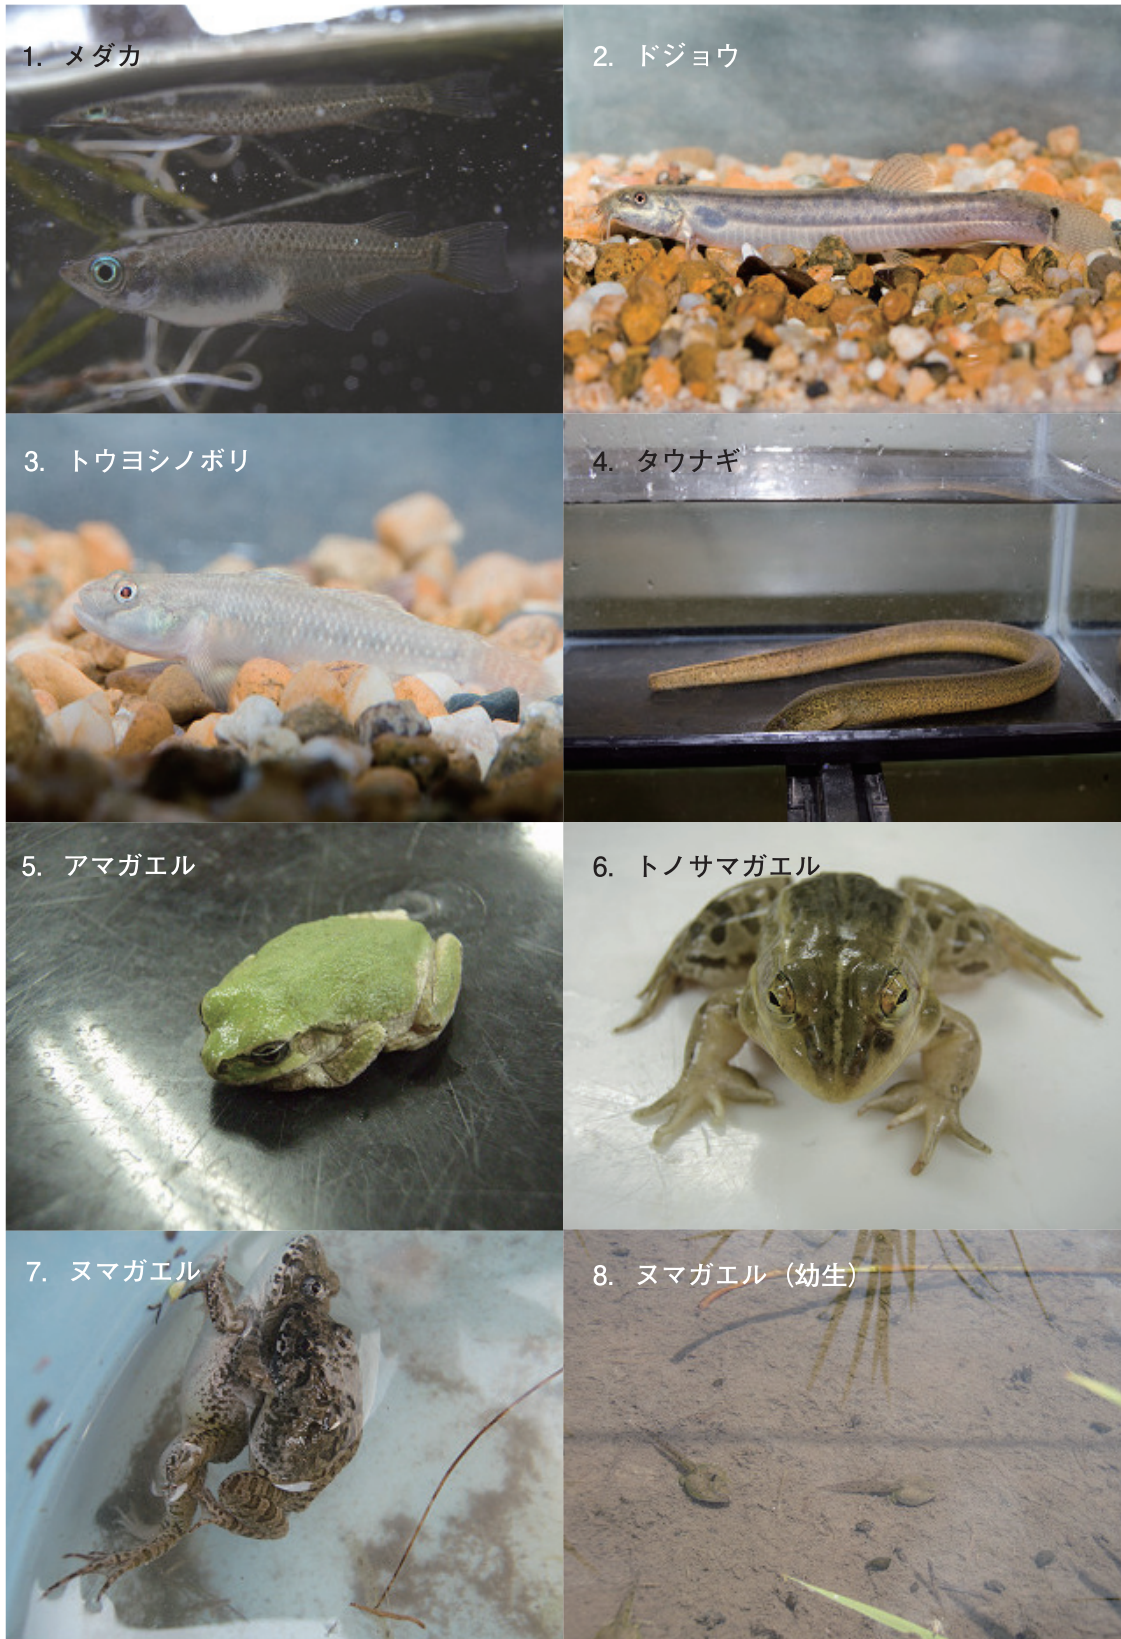 1. メダカ
2. ドジョウ
3. トウヨシノボリ
4. タウナギ
5. アマガエル
6. トノサマガエル
7. ヌマガエル
8. ヌマガエル（幼生）